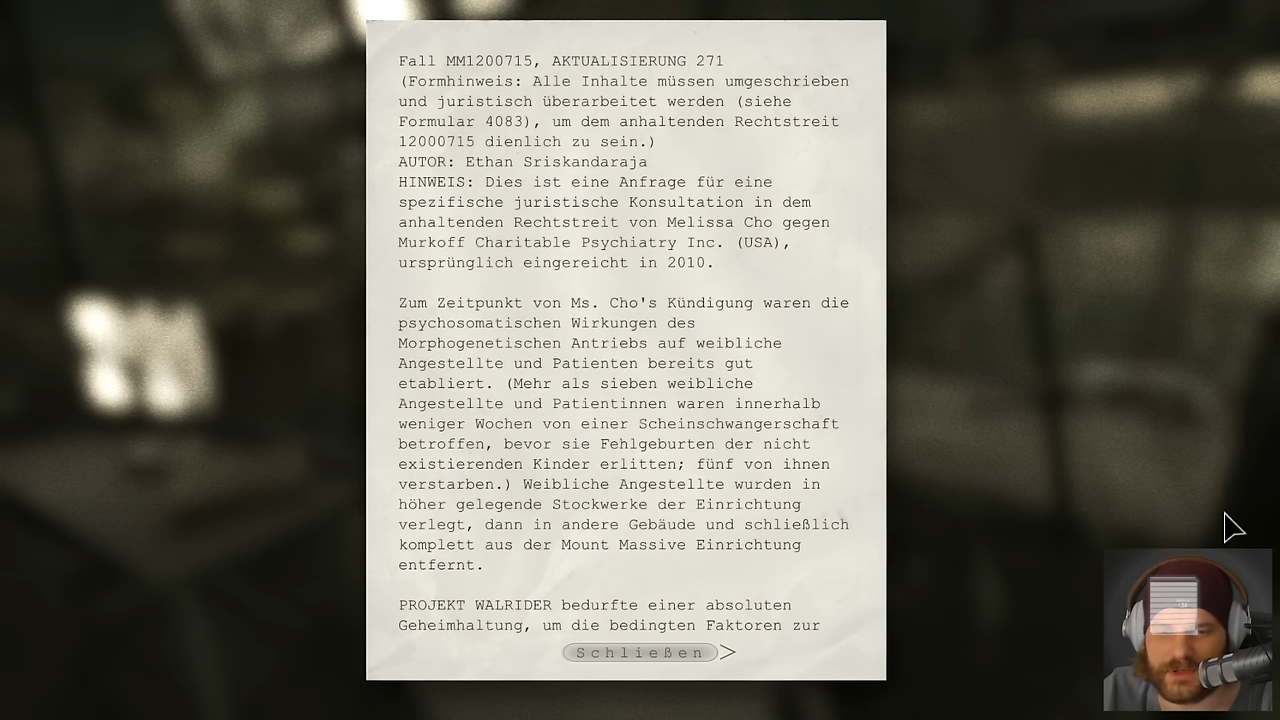 Fall MM1200715, AKTUALISIERUNG 271
(Formhinweis: Alle Inhalte müssen umgeschrieben
und juristisch überarbeitet werden (siehe
Formular 4083), um dem anhaltenden Rechtstreit
12000715 dienlich zu sein.)
AUTOR: Ethan Sriskandaraja
HINWEIS: Dies ist eine Anfrage für eine
spezifische juristische Konsultation in dem
anhaltenden Rechtstreit von Melissa Cho gegen
Murkoff Charitable Psychiatry Inc. (USA),
ursprünglich eingereicht in 2010.
Zum Zeitpunkt von Ms. Cho's Kündigung waren die
psychosomatischen Wirkungen des
Morphogenetischen Antriebs auf weibliche
Angestellte und Patienten bereits gut
etabliert. (Mehr als sieben weibliche
Angestellte und Patientinnen waren innerhalb
weniger Wochen von einer Scheinschwangerschaft
betroffen, bevor sie Fehlgeburten der nicht
existierenden Kinder erlitten; fünf von ihnen
verstarben.) Weibliche Angestellte wurden in
höher gelegende Stockwerke der Einrichtung
verlegt, dann in andere Gebäude und schließlich
komplett aus der Mount Massive Einrichtung
entfernt.
PROJEKT WALRIDER bedurfte einer absoluten
Geheimhaltung, um die bedingten Faktoren zur
Schließen